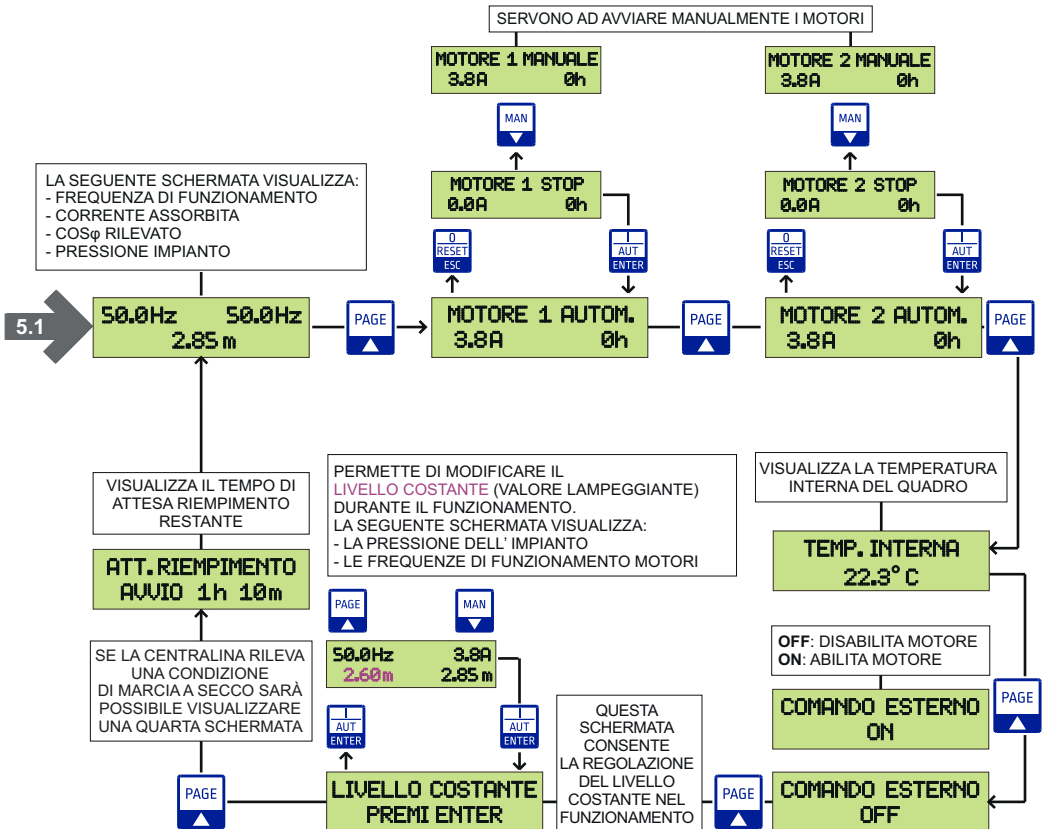 SERVONO AD AVVIARE MANUALMENTE I MOTORI
MOTORE 1 MANUALE
3.8A 0h
MOTORE 2 MANUALE
3.8A 0h
MAN
MAN
LA SEGUENTE SCHERMATA VISUALIZZA:
- FREQUENZA DI FUNZIONAMENTO
- CORRENTE ASSORBITA
- COSφ RILEVATO
- PRESSIONE IMPIANTO
MOTORE 1 STOP
0.0A 0h
MOTORE 2 STOP
0.0A 0h
0
RESET
ESC
I
AUT
ENTER
0
RESET
ESC
I
AUT
ENTER
5.1
50.0Hz 50.0Hz
2.85 m
PAGE
MOTORE 1 AUTOM.
3.8A 0h
PAGE
MOTORE 2 AUTOM.
3.8A 0h
PAGE
VISUALIZZA IL TEMPO DI
ATTESA RIEMPIMENTO
RESTANTE
PERMETTE DI MODIFICARE IL
LIVELLO COSTANTE (VALORE LAMPEGGIANTE)
DURANTE IL FUNZIONAMENTO.
LA SEGUENTE SCHERMATA VISUALIZZA:
- LA PRESSIONE DELL' IMPIANTO
- LE FREQUENZE DI FUNZIONAMENTO MOTORI
VISUALIZZA LA TEMPERATURA
INTERNA DEL QUADRO
TEMP. INTERNA
22.3° C
ATT.RIEMPIMENTO
AVVIO 1h 10m
PAGE
MAN
SE LA CENTRALINA RILEVA
UNA CONDIZIONE
DI MARCIA A SECCO SARÀ
POSSIBILE VISUALIZZARE
UNA QUARTA SCHERMATA
50.0Hz 3.8A
2.60m 2.85 m
OFF: DISABILITA MOTORE
ON: ABILITA MOTORE
PAGE
COMANDO ESTERNO
ON
I
AUT
ENTER
I
AUT
ENTER
QUESTA
SCHERMATA
CONSENTE
LA REGOLAZIONE
DEL LIVELLO
COSTANTE NEL
FUNZIONAMENTO
PAGE
LIVELLO COSTANTE
PREMI ENTER
PAGE
COMANDO ESTERNO
OFF